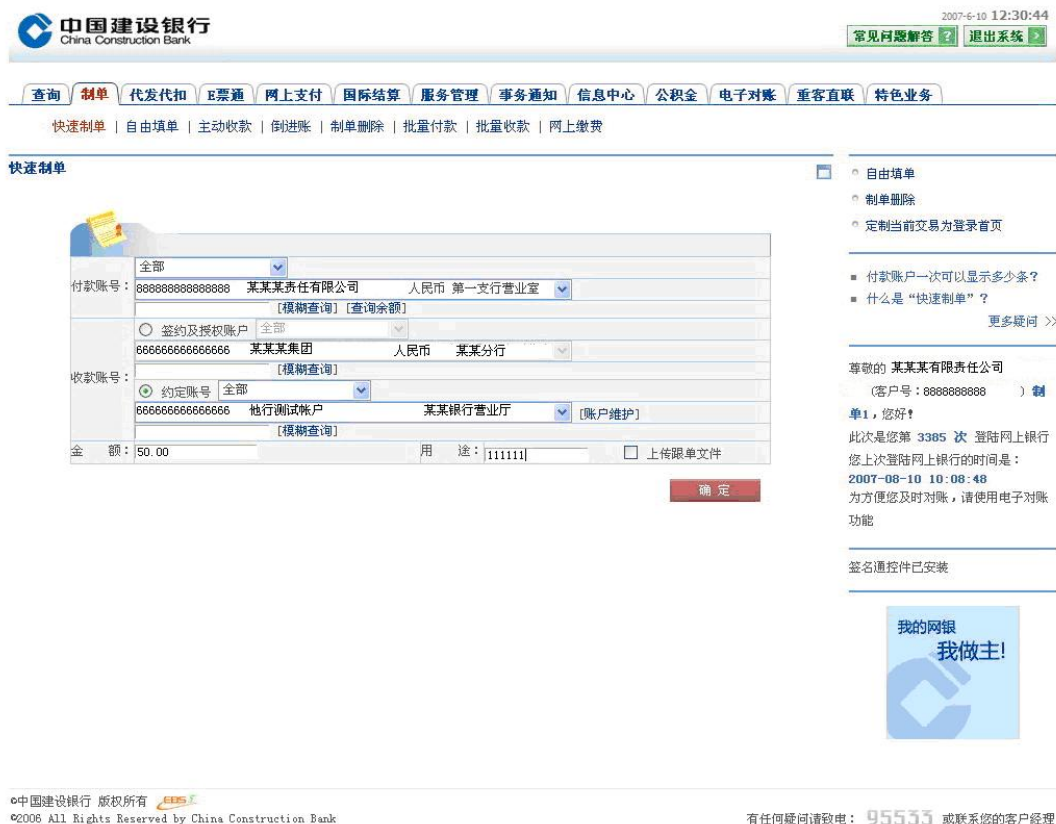 中国建设银行
China Construction Bank
2007-6-10 12:30:44
常见问题解答 ? 退出系统
查询 制单 代发代扣 E票通 网上支付 国际结算 服务管理 事务通知 信息中心 公积金 电子对账 重客直联 特色业务
快速制单 | 自由填单 | 主动收款 | 倒进账 | 制单删除 | 批量付款 | 批量收款 | 网上缴费
快速制单
全部
付款账号: 888888888888888 某某某责任有限公司 人民币 第一支行营业室
[模糊查询] [查询余额]
签约及授权账户 全部
666666666666666 某某某集团 人民币 某某分行
收款账号:
[模糊查询]
约定账号 全部
666666666666666 他行测试帐户 某某银行营业厅 [账户维护]
[模糊查询]
金 额: 50.00 用 途: 111111 上传跟单文件
确 定
自由填单
制单删除
定制当前交易为登录首页
付款账户一次可以显示多少条?
什么是“快速制单”?
更多疑问 >>
尊敬的 某某某有限责任公司
(客户号:8888888888 ) 制
单1,您好!
此次是您第 3385 次 登陆网上银行
您上次登陆网上银行的时间是:
2007-08-10 10:08:48
为方便您及时对账,请使用电子对账
功能
签名通控件已安装
我的网银
我做主!
©中国建设银行 版权所有
©2006 All Rights Reserved by China Construction Bank
有任何疑问请致电: 95533 或联系您的客户经理